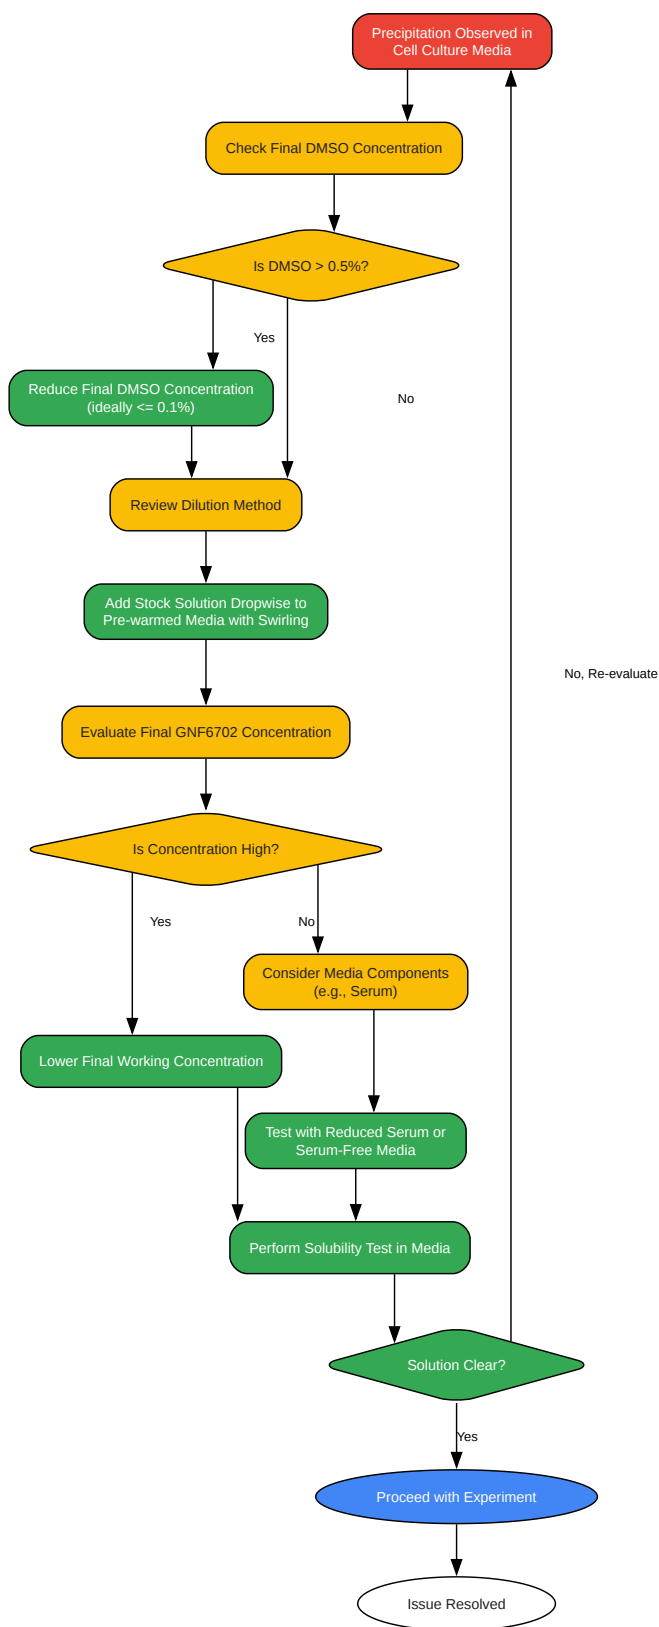 Precipitation Observed in
Cell Culture Media
Check Final DMSO Concentration
Is DMSO > 0.5%?
Yes
Reduce Final DMSO Concentration
(ideally <= 0.1%)
No
Review Dilution Method
Add Stock Solution Dropwise to
Pre-warmed Media with Swirling
No, Re-evaluate
Evaluate Final GNF6702 Concentration
Is Concentration High?
Yes
No
Consider Media Components
(e.g., Serum)
Lower Final Working Concentration
Test with Reduced Serum or
Serum-Free Media
Perform Solubility Test in Media
Solution Clear?
Yes
Proceed with Experiment
Issue Resolved